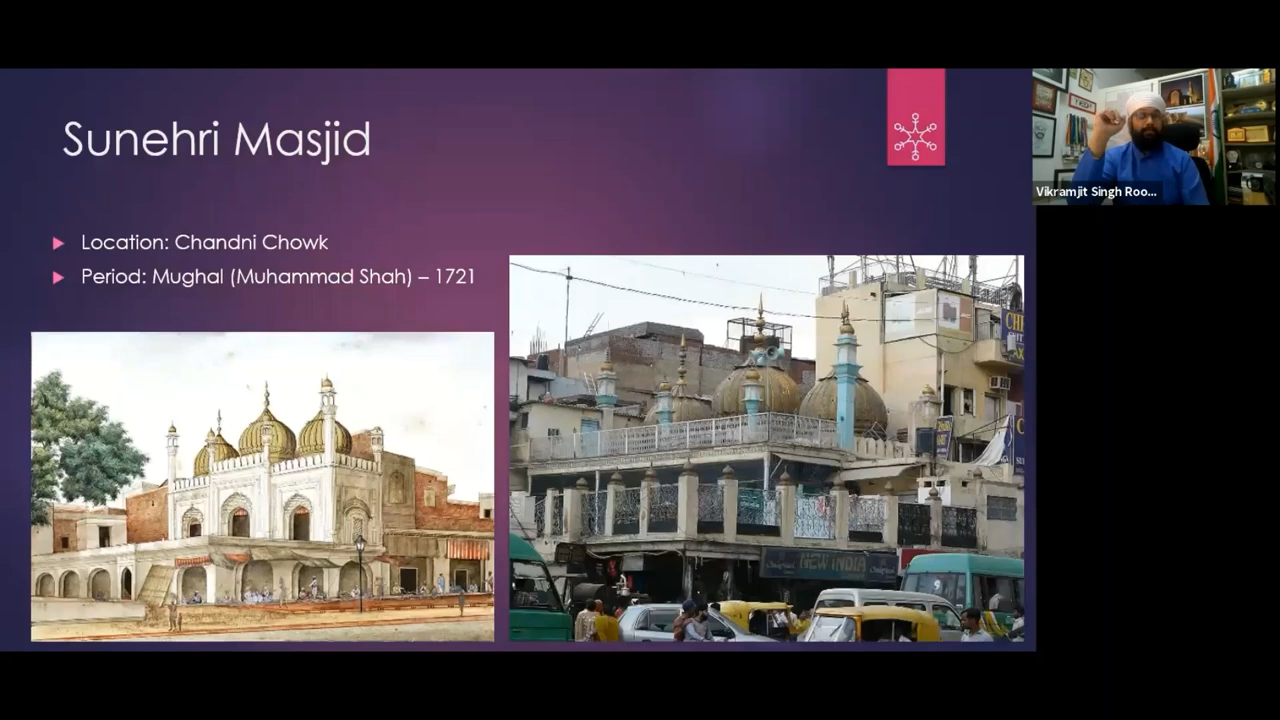 Sunehri Masjid
Location: Chandni Chowk
Period: Mughal (Muhammad Shah) – 1721
NEW INDIA
Vikramjit Singh Roo...